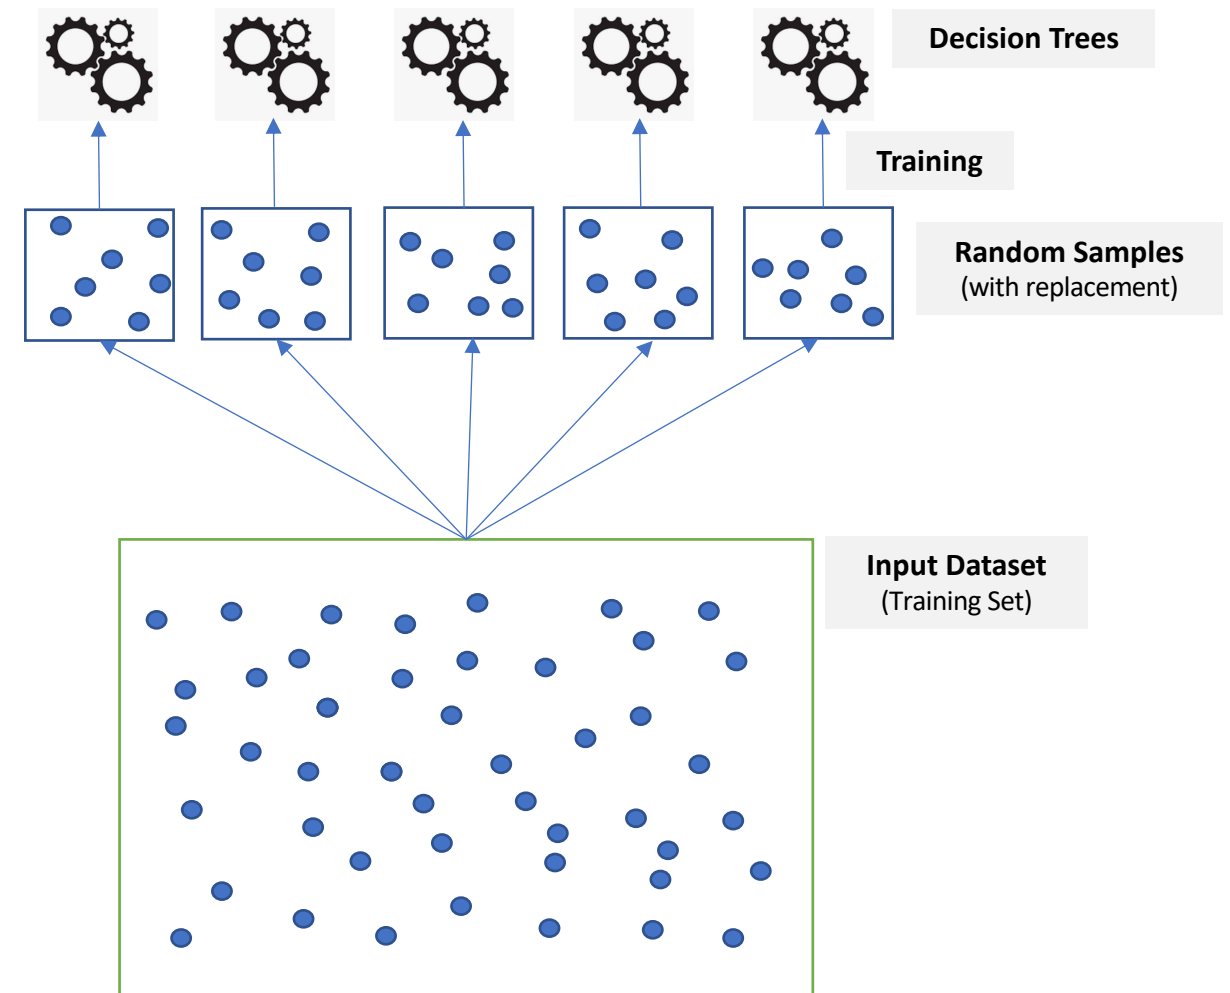 Decision Trees
Training
Random Samples
(with replacement)
Input Dataset
(Training Set)